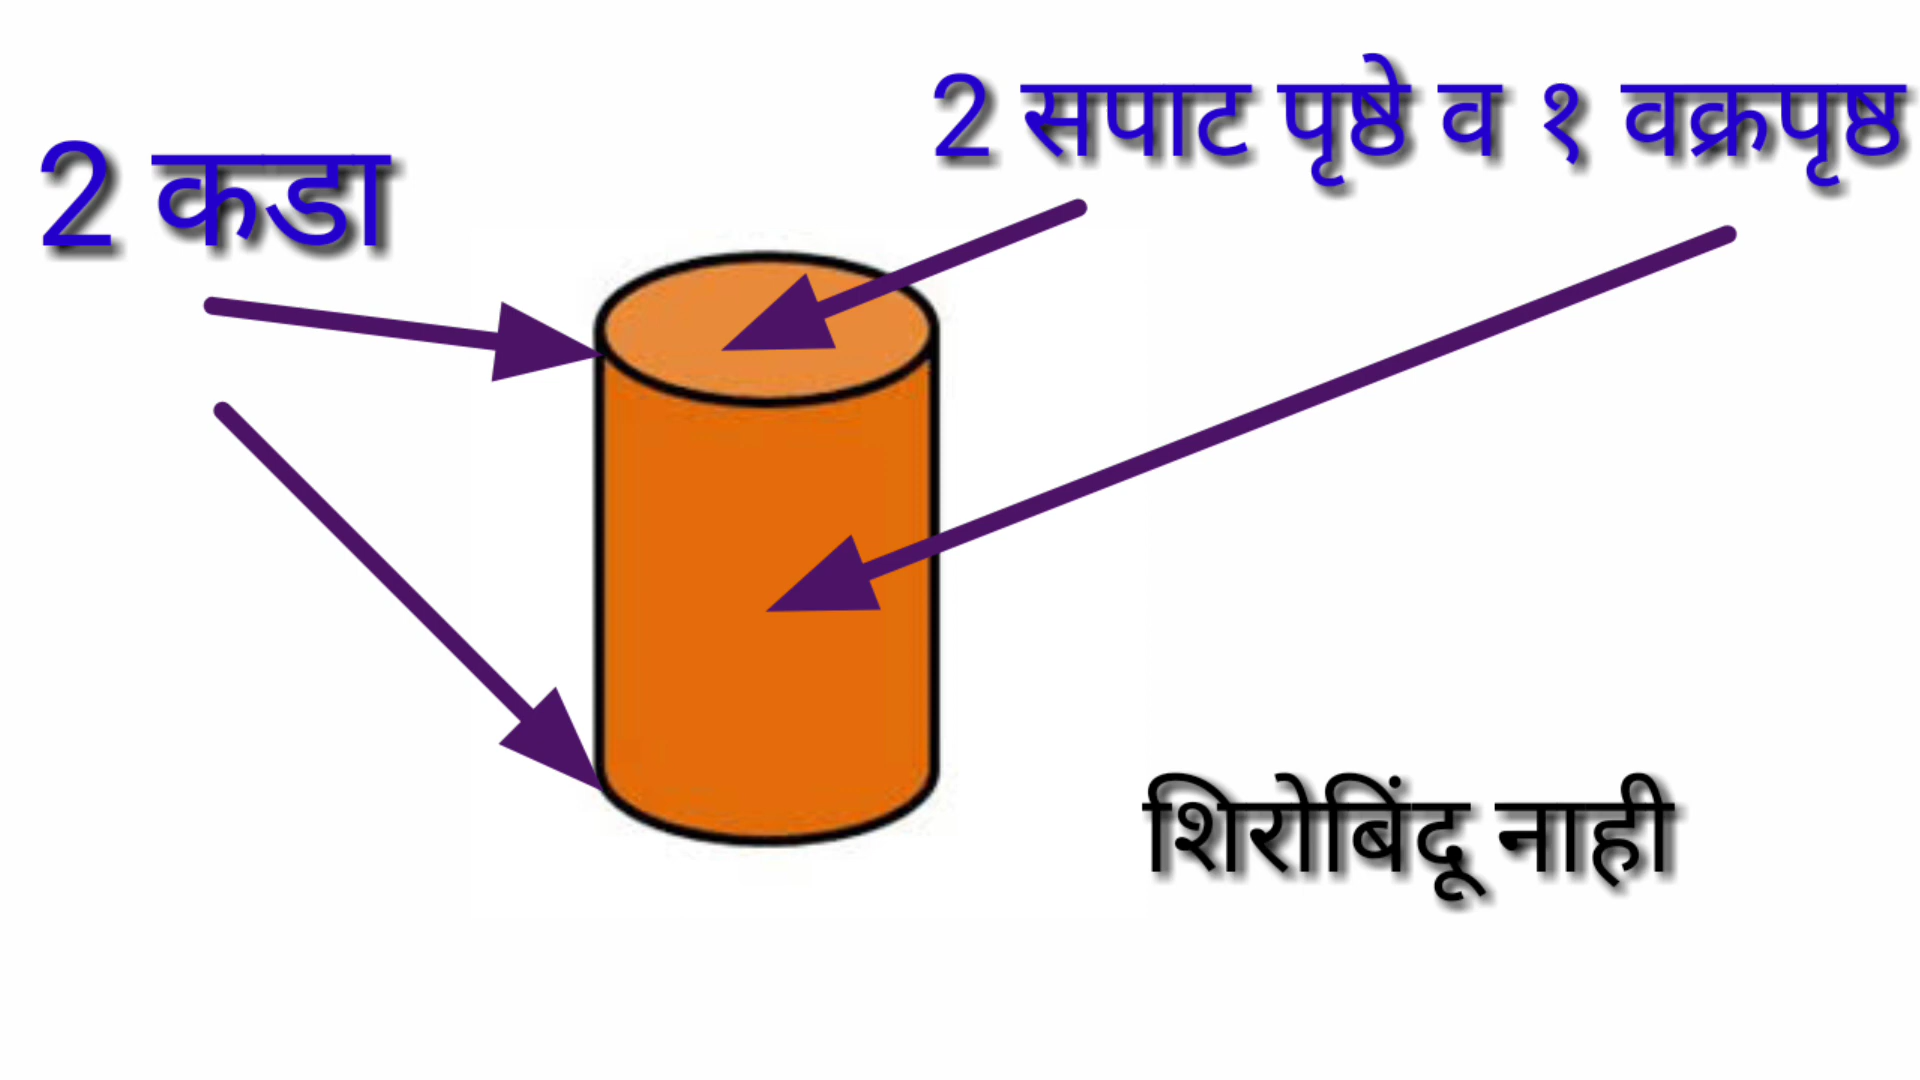 2 कडा
2 सपाट पृष्ठे व १ वक्रपृष्ठ
शिरोबिंदू नाही